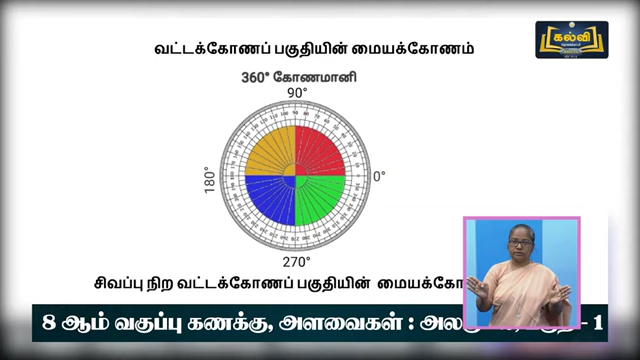 வட்டக்கோணப் பகுதியின் மையக்கோணம்
கல்வி
360° கோணமானி
90°
180°
0°
270°
சிவப்பு நிற வட்டக்கோணப் பகுதியின் மையக்கோ
8 ஆம் வகுப்பு கணக்கு, அளவைகள் : - 1